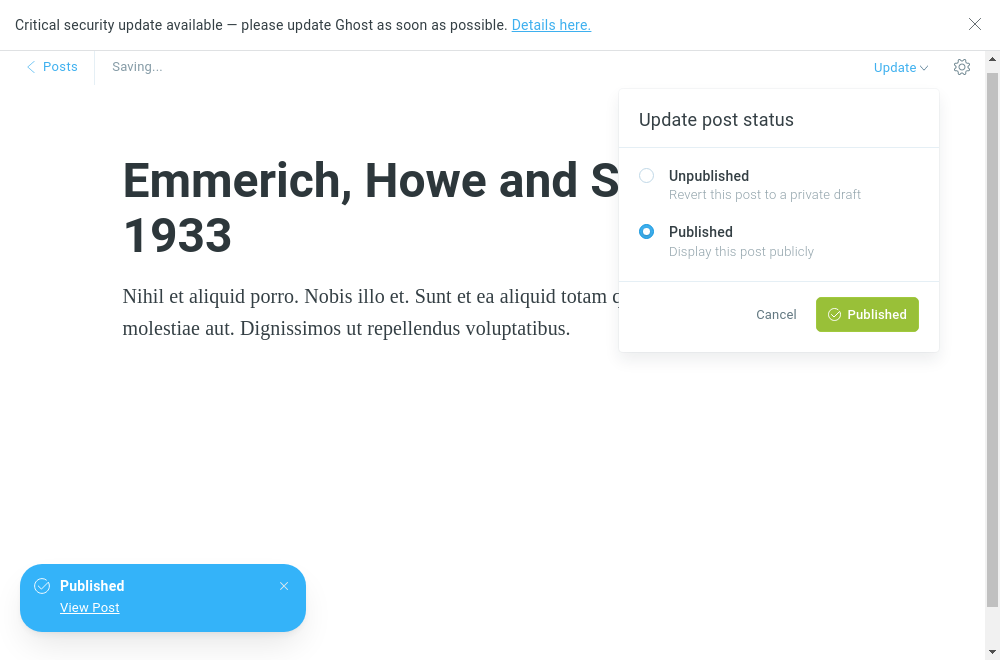 Critical security update available — please update Ghost as soon as possible. Details here.
Posts
Saving...
Update
Update post status
Emmerich, Howe and S
1933
Unpublished
Revert this post to a private draft
Published
Display this post publicly
Nihil et aliquid porro. Nobis illo et. Sunt et ea aliquid totam
molestiae aut. Dignissimos ut repellendus voluptatibus.
Cancel
Published
Published
View Post